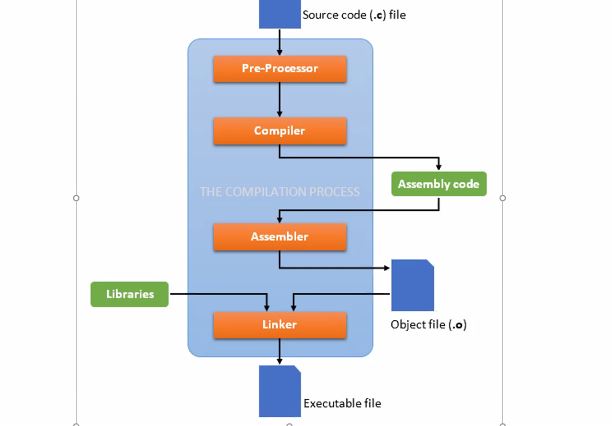 Source code (.c) file
Pre-Processor
Compiler
Assembly code
THE COMPILATION PROCESS
Assembler
Libraries
Linker
Object file (.o)
Executable file